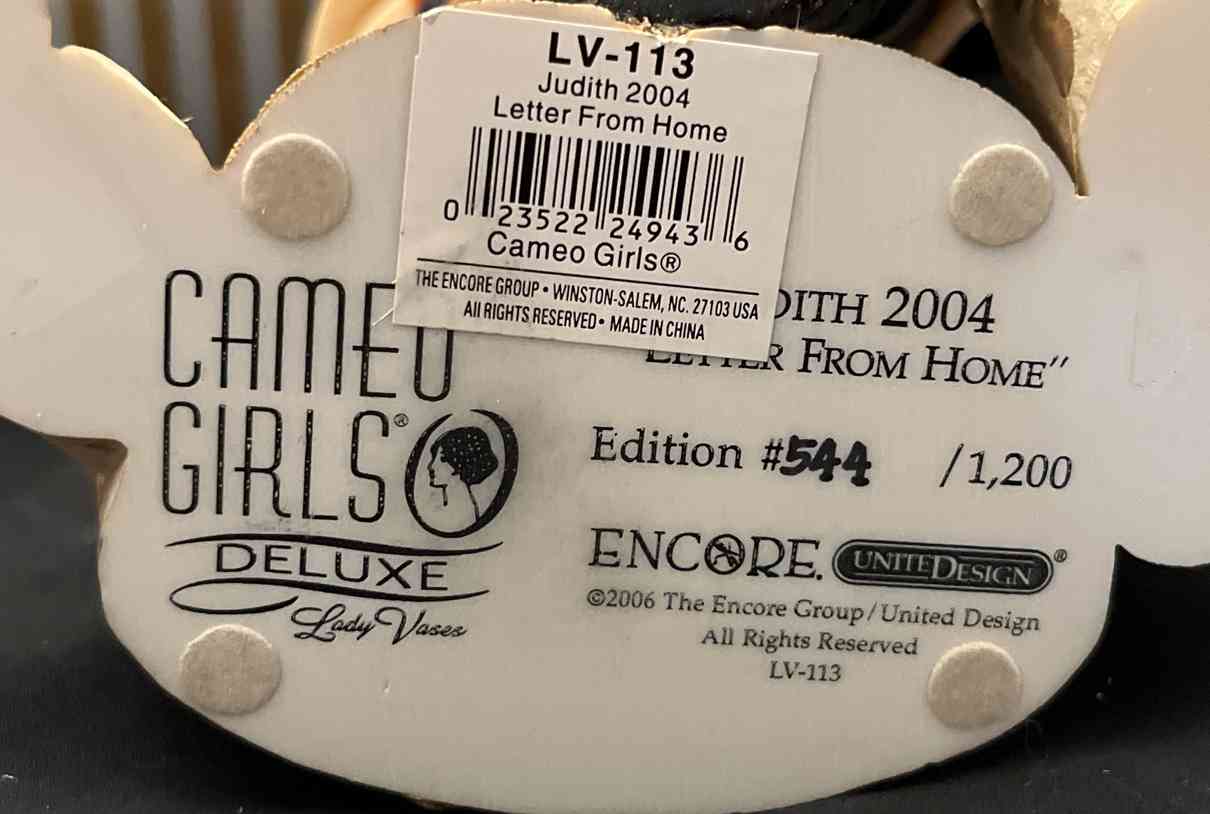 LV-113
Judith 2004
Letter From Home
0 23522 24943 6
Cameo Girls®
THE ENCORE GROUP • WINSTON-SALEM, NC. 27103 USA
All RIGHTS RESERVED • MADE IN CHINA
CAMEO
GIRLS®
DELUXE
Lady Vases
DITH 2004
LETTER FROM HOME"
Edition #544 /1,200
ENCORE. UNITEDESIGN®
©2006 The Encore Group/United Design
All Rights Reserved
LV-113